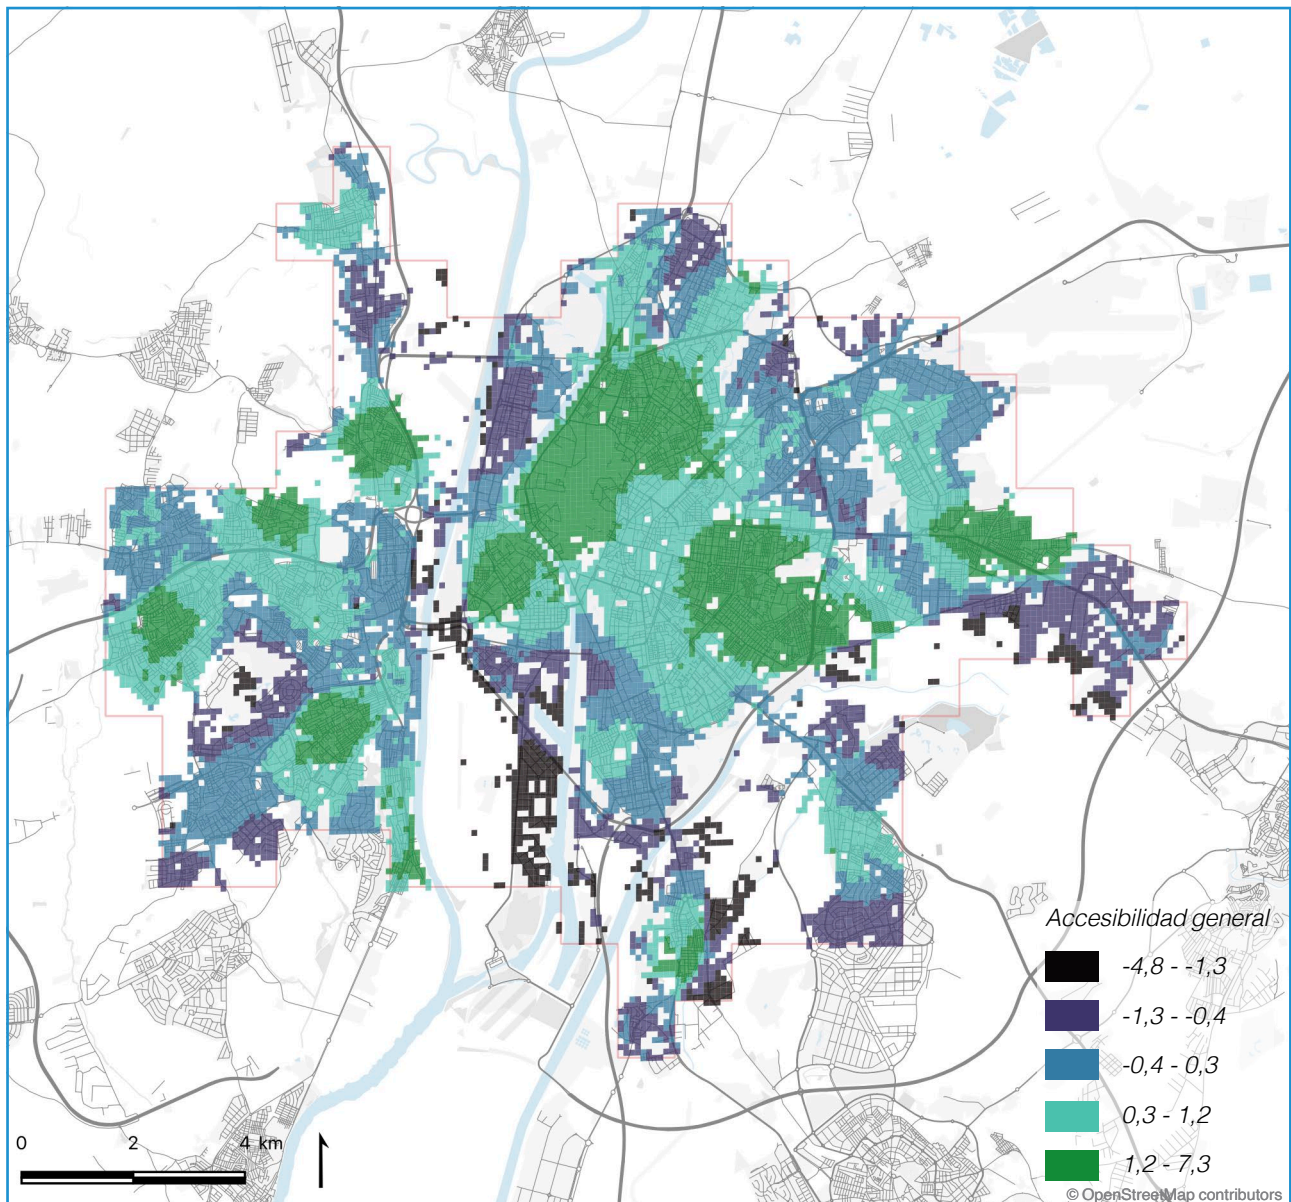 Accesibilidad general
-4,8 - -1,3
-1,3 - -0,4
-0,4 - 0,3
0,3 - 1,2
1,2 - 7,3
0 2 4 km
© OpenStreetMap contributors